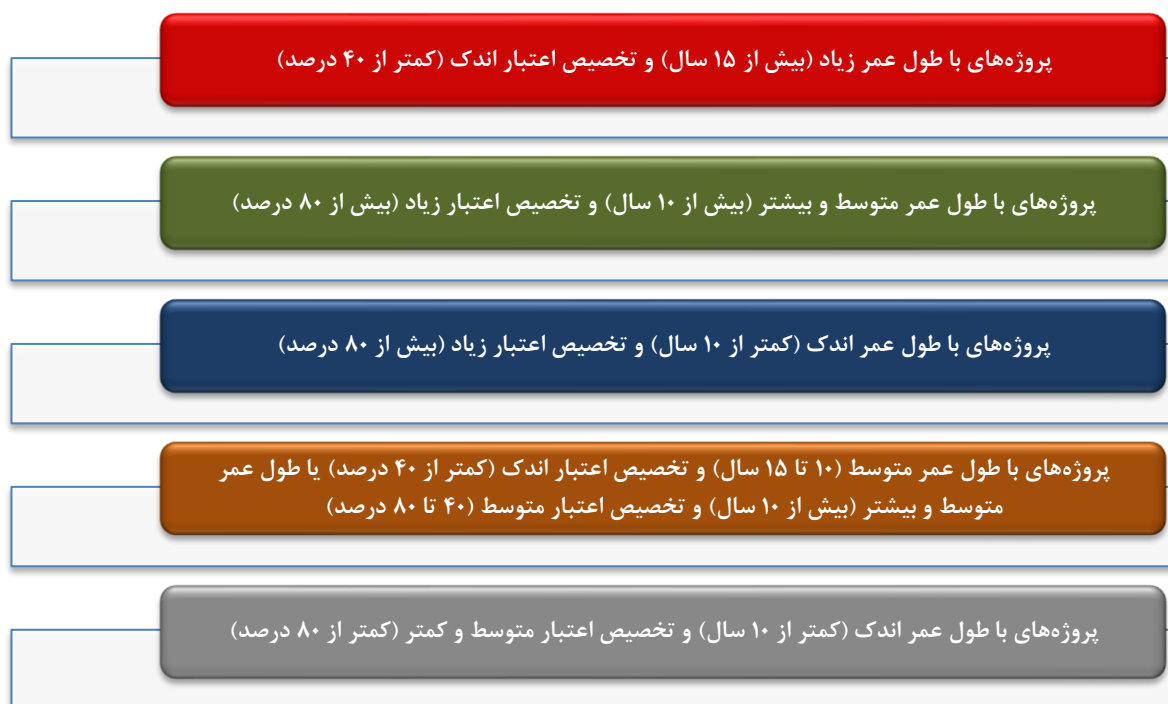 پروژه‌های با طول عمر زیاد (بیش از ۱۵ سال) و تخصیص اعتبار اندک (کمتر از ۴۰ درصد)
پروژه‌های با طول عمر متوسط و بیشتر (بیش از ۱۰ سال) و تخصیص اعتبار زیاد (بیش از ۸۰ درصد)
پروژه‌های با طول عمر اندک (کمتر از ۱۰ سال) و تخصیص اعتبار زیاد (بیش از ۸۰ درصد)
پروژه‌های با طول عمر متوسط (۱۰ تا ۱۵ سال) و تخصیص اعتبار اندک (کمتر از ۴۰ درصد) یا طول عمر
متوسط و بیشتر (بیش از ۱۰ سال) و تخصیص اعتبار متوسط (۴۰ تا ۸۰ درصد)
پروژه‌های با طول عمر اندک (کمتر از ۱۰ سال) و تخصیص اعتبار متوسط و کمتر (کمتر از ۸۰ درصد)